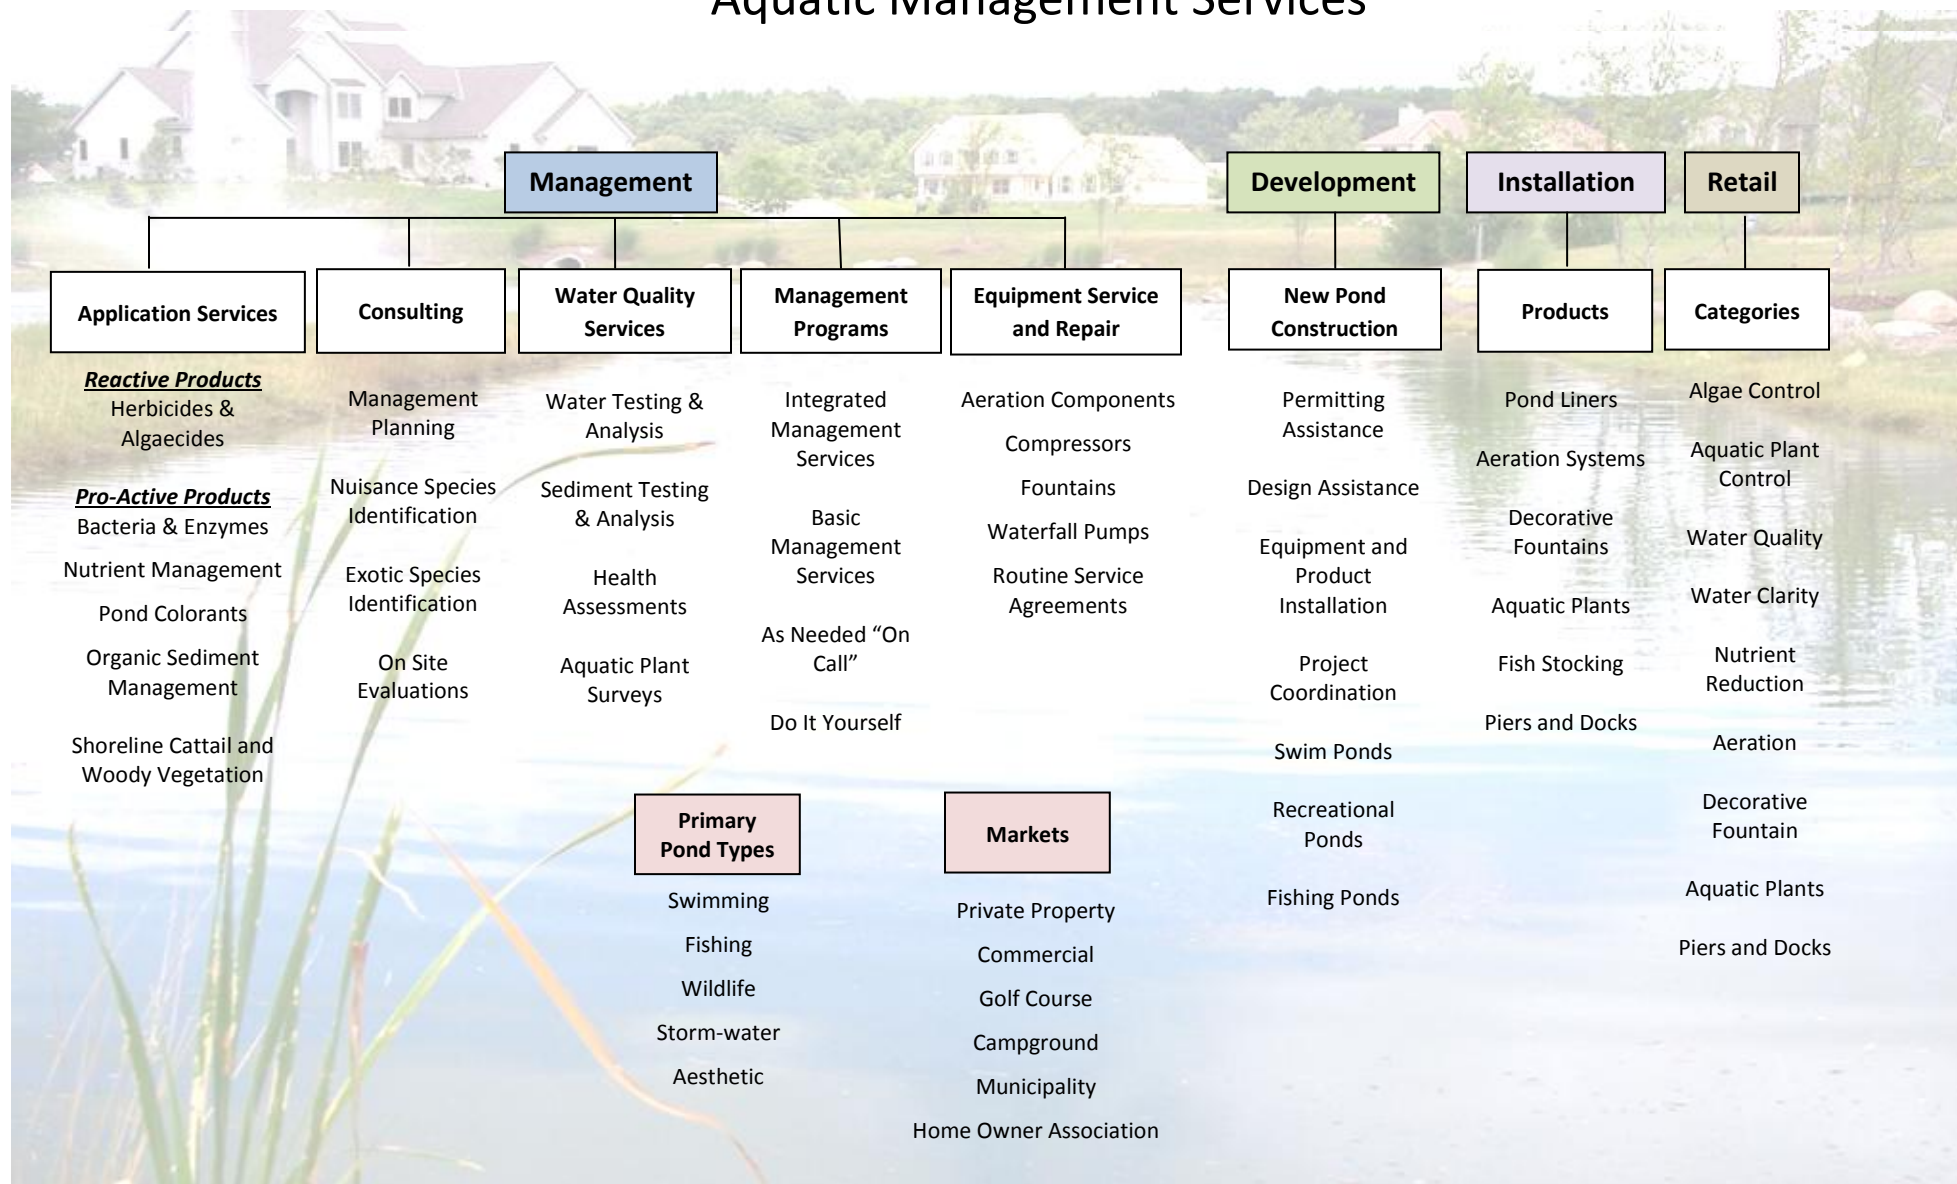 Aquatic Management Services
Management
Development
Installation
Retail
Application Services
Consulting
Water Quality
Services
Management
Programs
Equipment Service
and Repair
New Pond
Construction
Products
Categories
Reactive Products
Herbicides &
Algaecides
Pro-Active Products
Bacteria & Enzymes
Nutrient Management
Pond Colorants
Organic Sediment
Management
Shoreline Cattail and
Woody Vegetation
Management
Planning
Nuisance Species
Identification
Exotic Species
Identification
On Site
Evaluations
Water Testing &
Analysis
Sediment Testing
& Analysis
Health
Assessments
Aquatic Plant
Surveys
Integrated
Management
Services
Basic
Management
Services
As Needed “On
Call”
Do It Yourself
Aeration Components
Compressors
Fountains
Waterfall Pumps
Routine Service
Agreements
Permitting
Assistance
Design Assistance
Equipment and
Product
Installation
Project
Coordination
Swim Ponds
Recreational
Ponds
Fishing Ponds
Pond Liners
Aeration Systems
Decorative
Fountains
Aquatic Plants
Fish Stocking
Piers and Docks
Algae Control
Aquatic Plant
Control
Water Quality
Water Clarity
Nutrient
Reduction
Aeration
Decorative
Fountain
Aquatic Plants
Piers and Docks
Primary
Pond Types
Swimming
Fishing
Wildlife
Storm-water
Aesthetic
Markets
Private Property
Commercial
Golf Course
Campground
Municipality
Home Owner Association